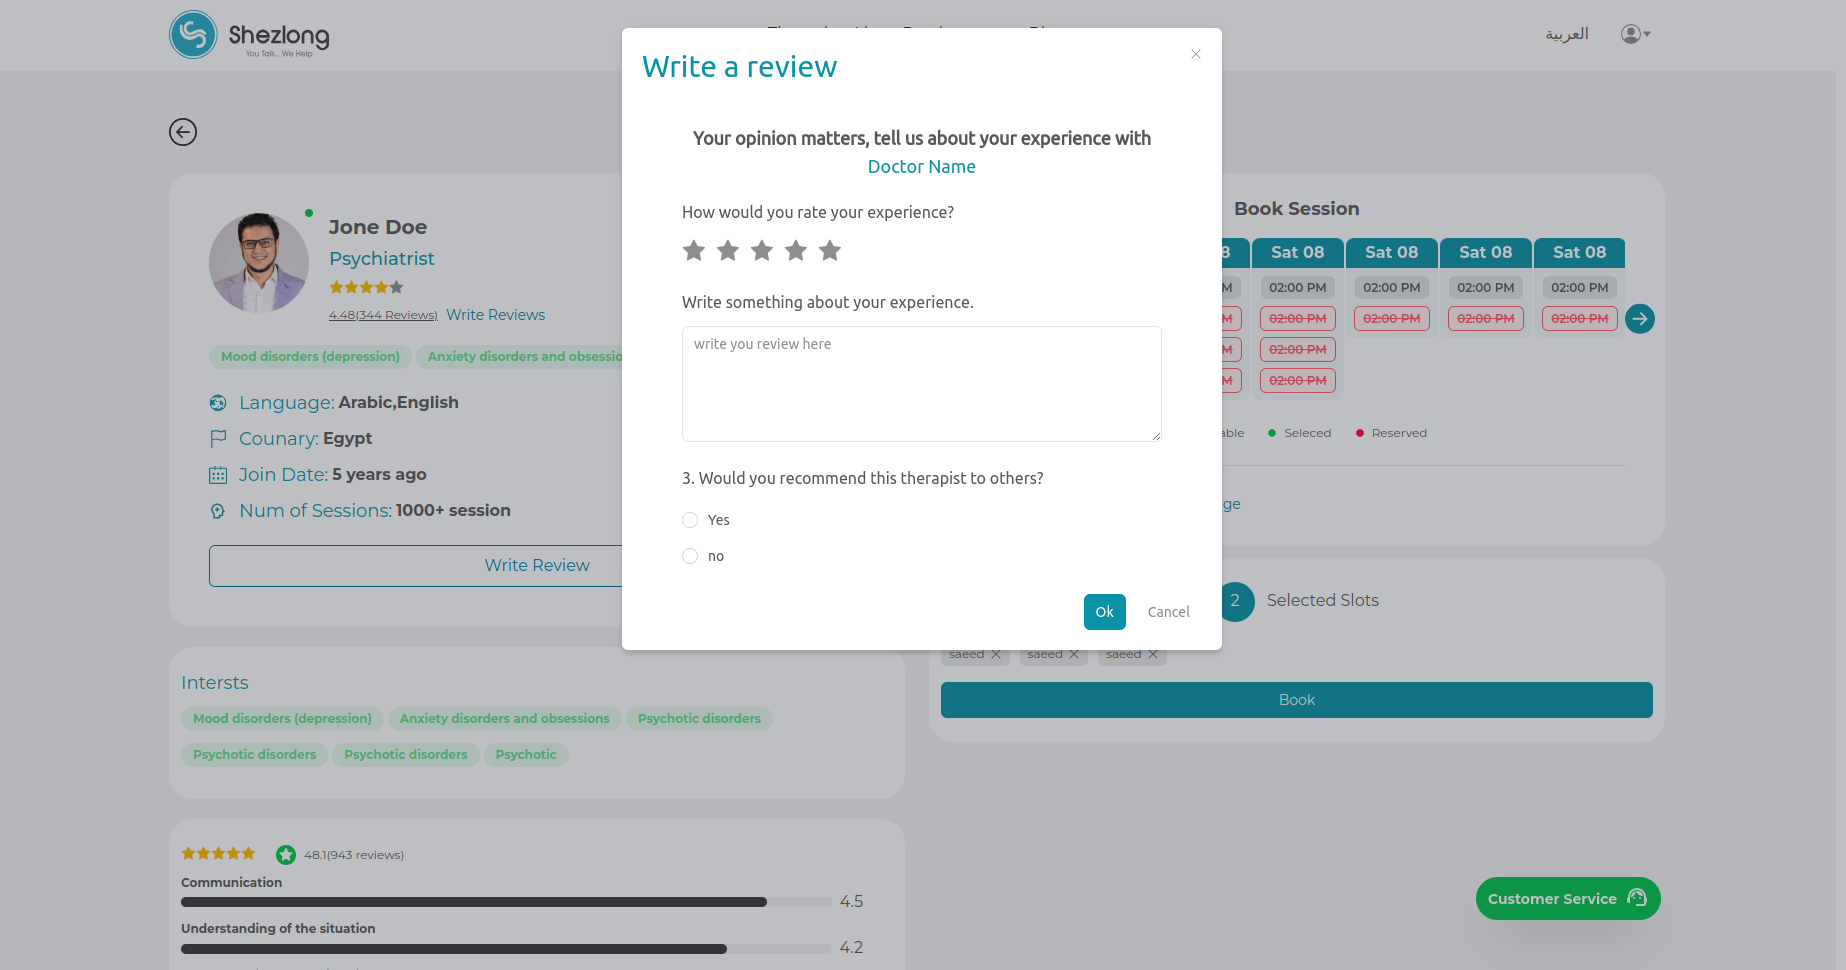 Shezlong
You Talk.. We Help
العربية
Write a review
Your opinion matters, tell us about your experience with
Doctor Name
How would you rate your experience?
Write something about your experience.
write you review here
3. Would you recommend this therapist to others?
Yes
no
Ok
Cancel
Jone Doe
Psychiatrist
4.48(344 Reviews)
Write Reviews
Mood disorders (depression)
Anxiety disorders and obsessio
Language: Arabic,English
Counary: Egypt
Join Date: 5 years ago
Num of Sessions: 1000+ session
Write Review
Book Session
8 Sat 08 Sat 08 Sat 08 Sat 08
M 02:00 PM 02:00 PM 02:00 PM 02:00 PM
M 02:00 PM 02:00 PM 02:00 PM 02:00 PM
M 02:00 PM
M 02:00 PM
able Seleced Reserved
ge
2 Selected Slots
saeed saeed saeed
Book
Intersts
Mood disorders (depression) Anxiety disorders and obsessions Psychotic disorders
Psychotic disorders Psychotic disorders Psychotic
48.1(943 reviews)
Communication
4.5
Understanding of the situation
4.2
Customer Service